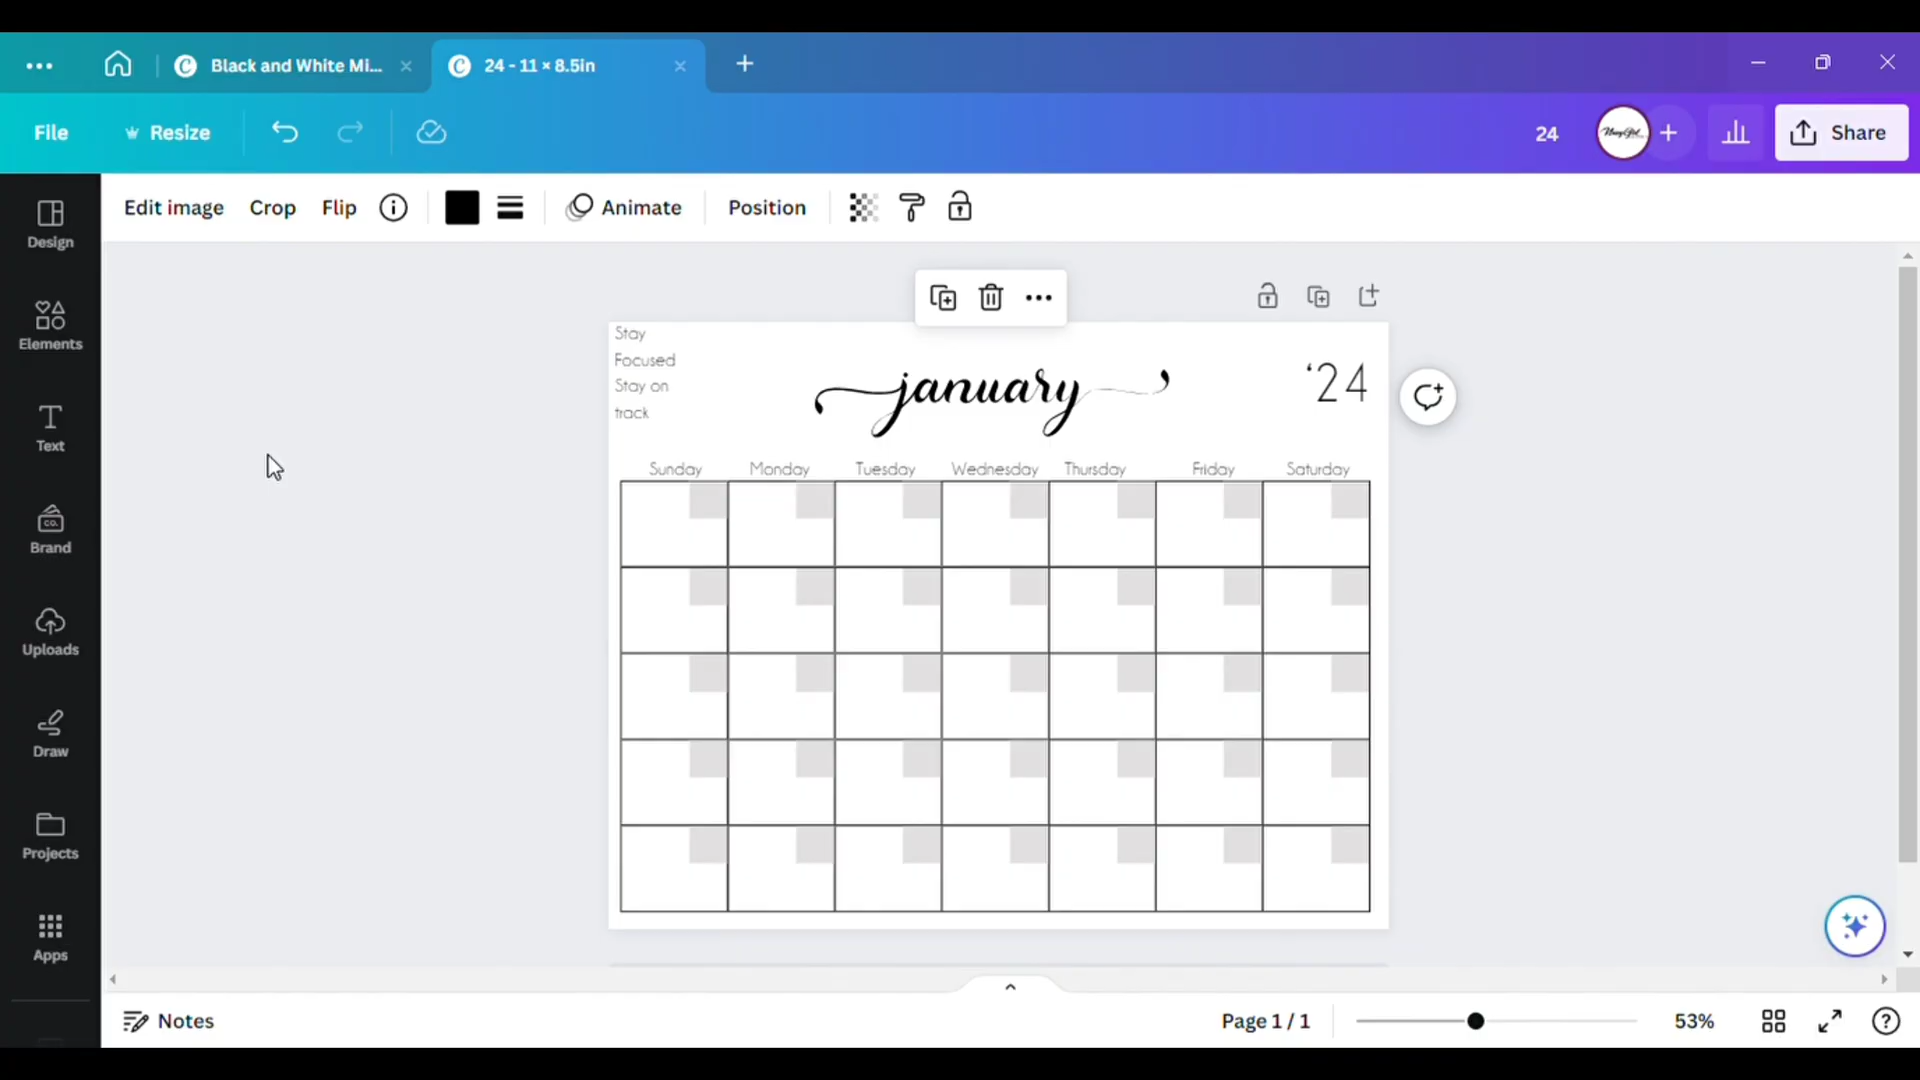 Black and White Mi...
24 - 11 × 8.5in
File
Resize
24
Share
Edit image
Crop
Flip
Animate
Position
Design
Elements
Text
CO.
Brand
Uploads
Draw
Projects
Apps
Stay
Focused
Stay on
track
january
'24
Sunday Monday Tuesday Wednesday Thursday Friday Saturday
Notes
Page 1 / 1
53%